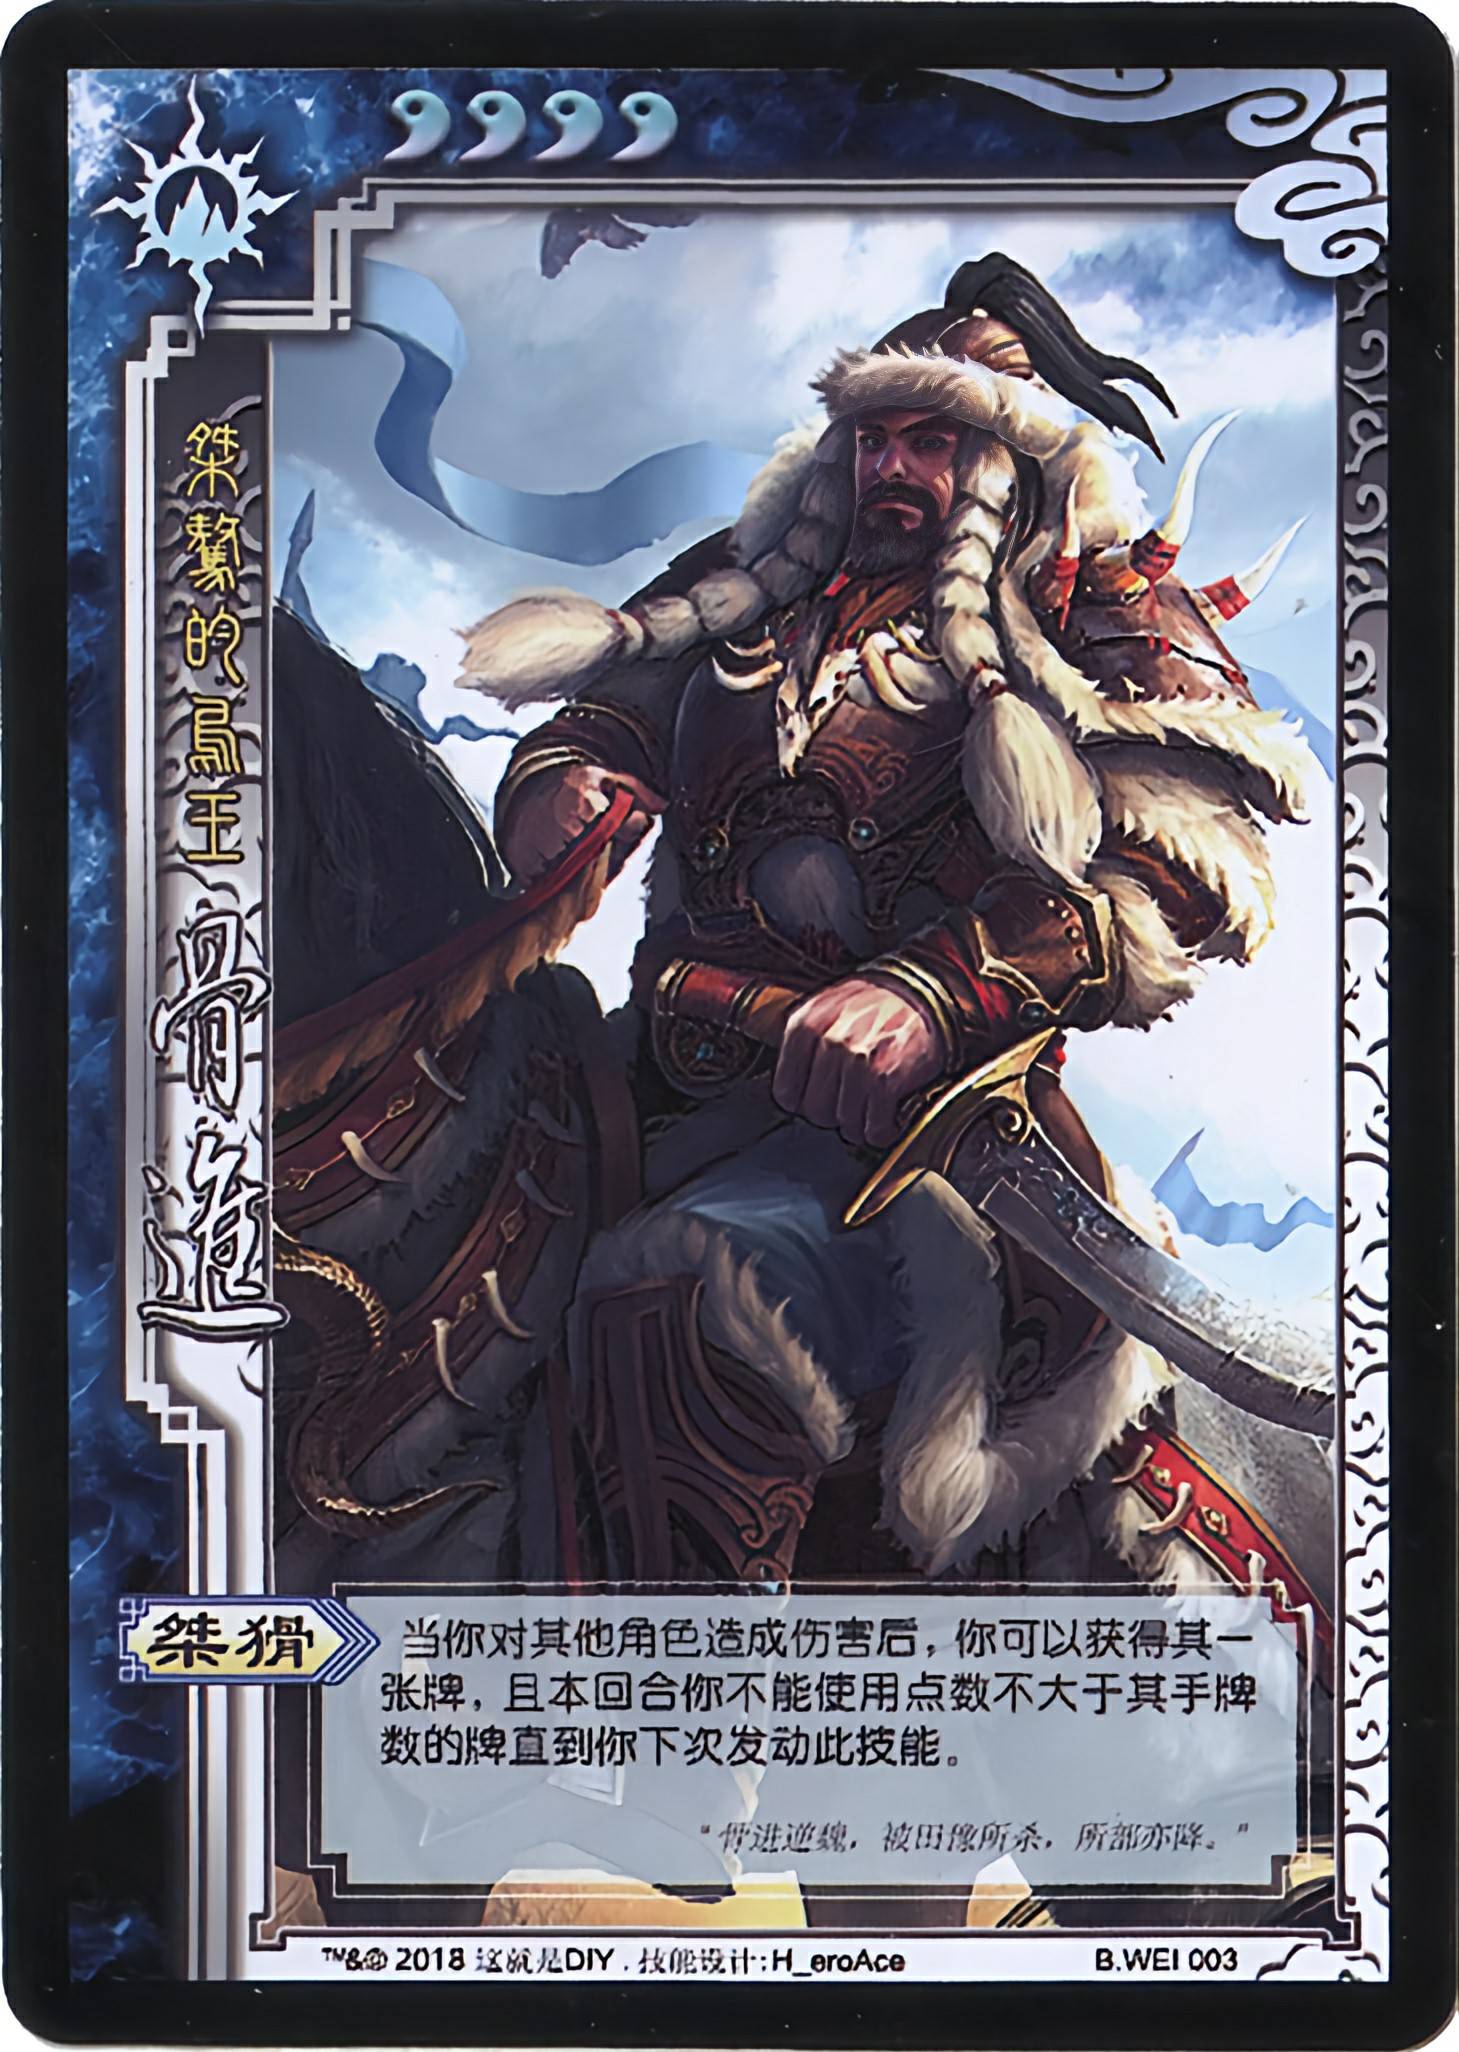 桀骜的乌王
骨進
桀猾
当你对其他角色造成伤害后，你可以获得其一
张牌，且本回合你不能使用点数不大于其手牌
数的牌直到你下次发动此技能。
“骨进逆魏，被田豫所杀，所部亦降。”
™&@ 2018 这就是DIY . 技能设计:H_eroAce
B.WEI 003